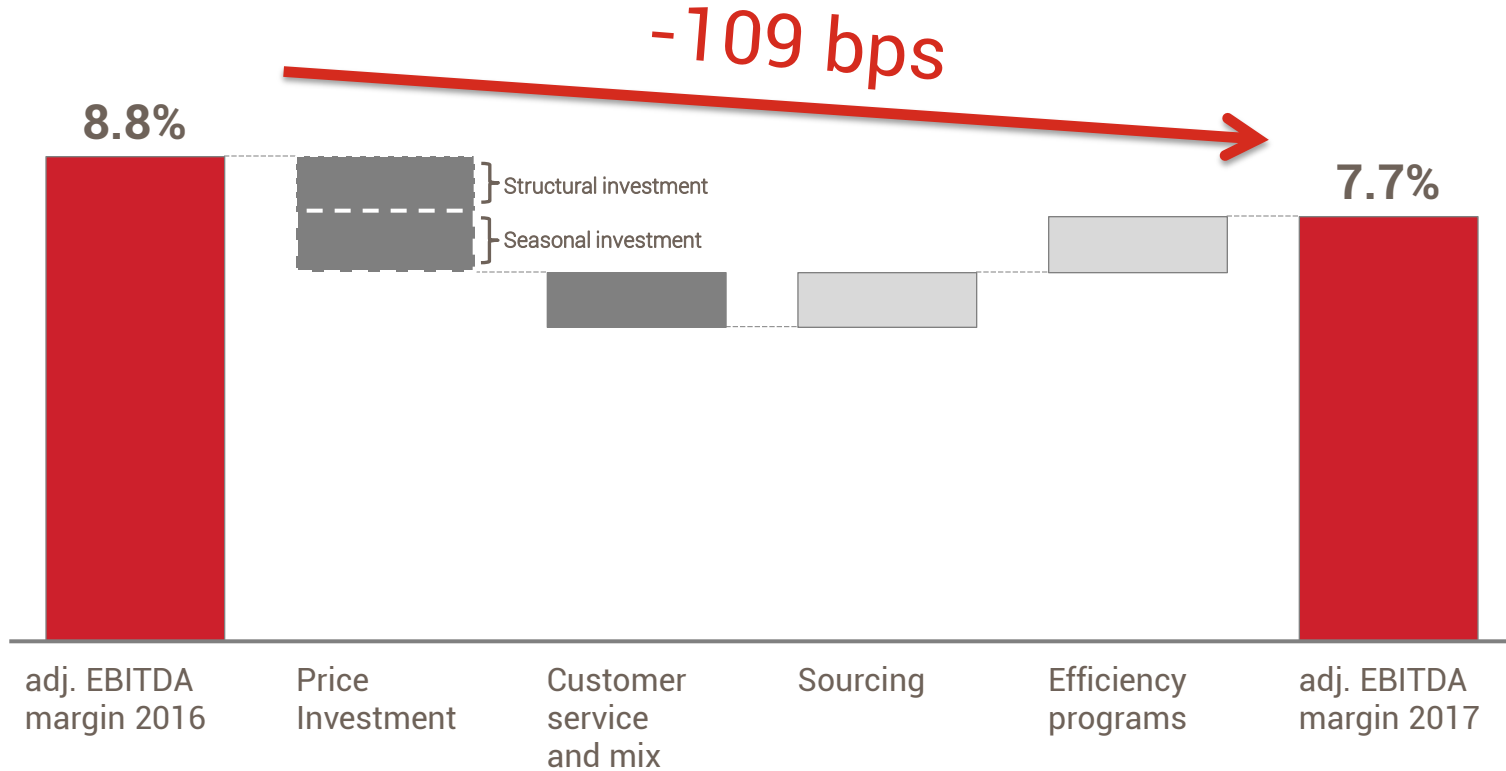 -109 bps
8.8%
Structural investment
Seasonal investment
7.7%
adj. EBITDA
margin 2016
Price
Investment
Customer
service
and mix
Sourcing
Efficiency
programs
adj. EBITDA
margin 2017